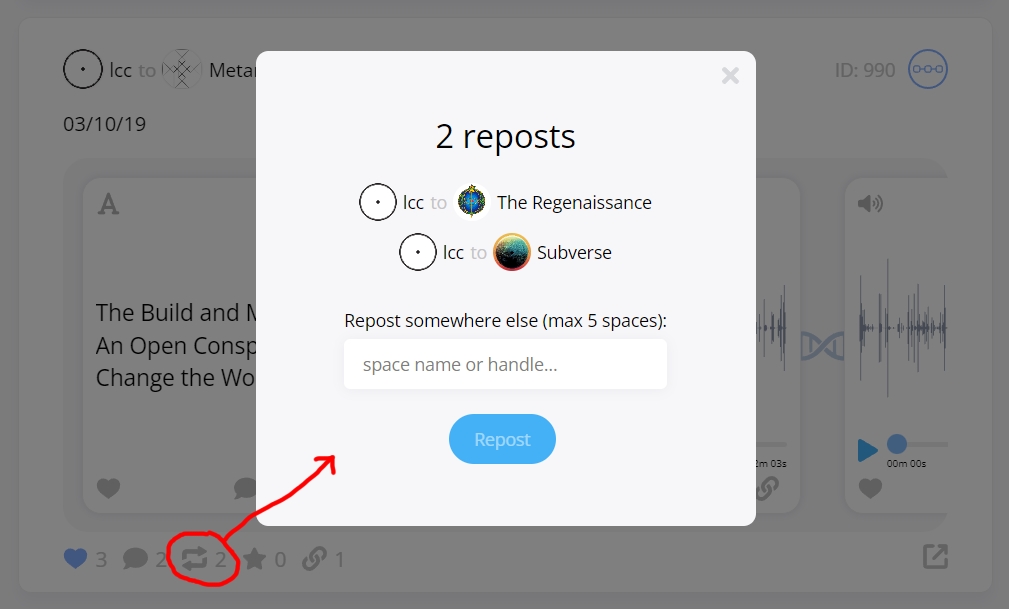 lcc to Metar
ID: 990
03/10/19
2 reposts
lcc to The Regenaissance
lcc to Subverse
Repost somewhere else (max 5 spaces):
space name or handle...
Repost
A
The Build and M
An Open Consp
Change the Wo
2m 03s
00m 00s
3 2 2 0 1